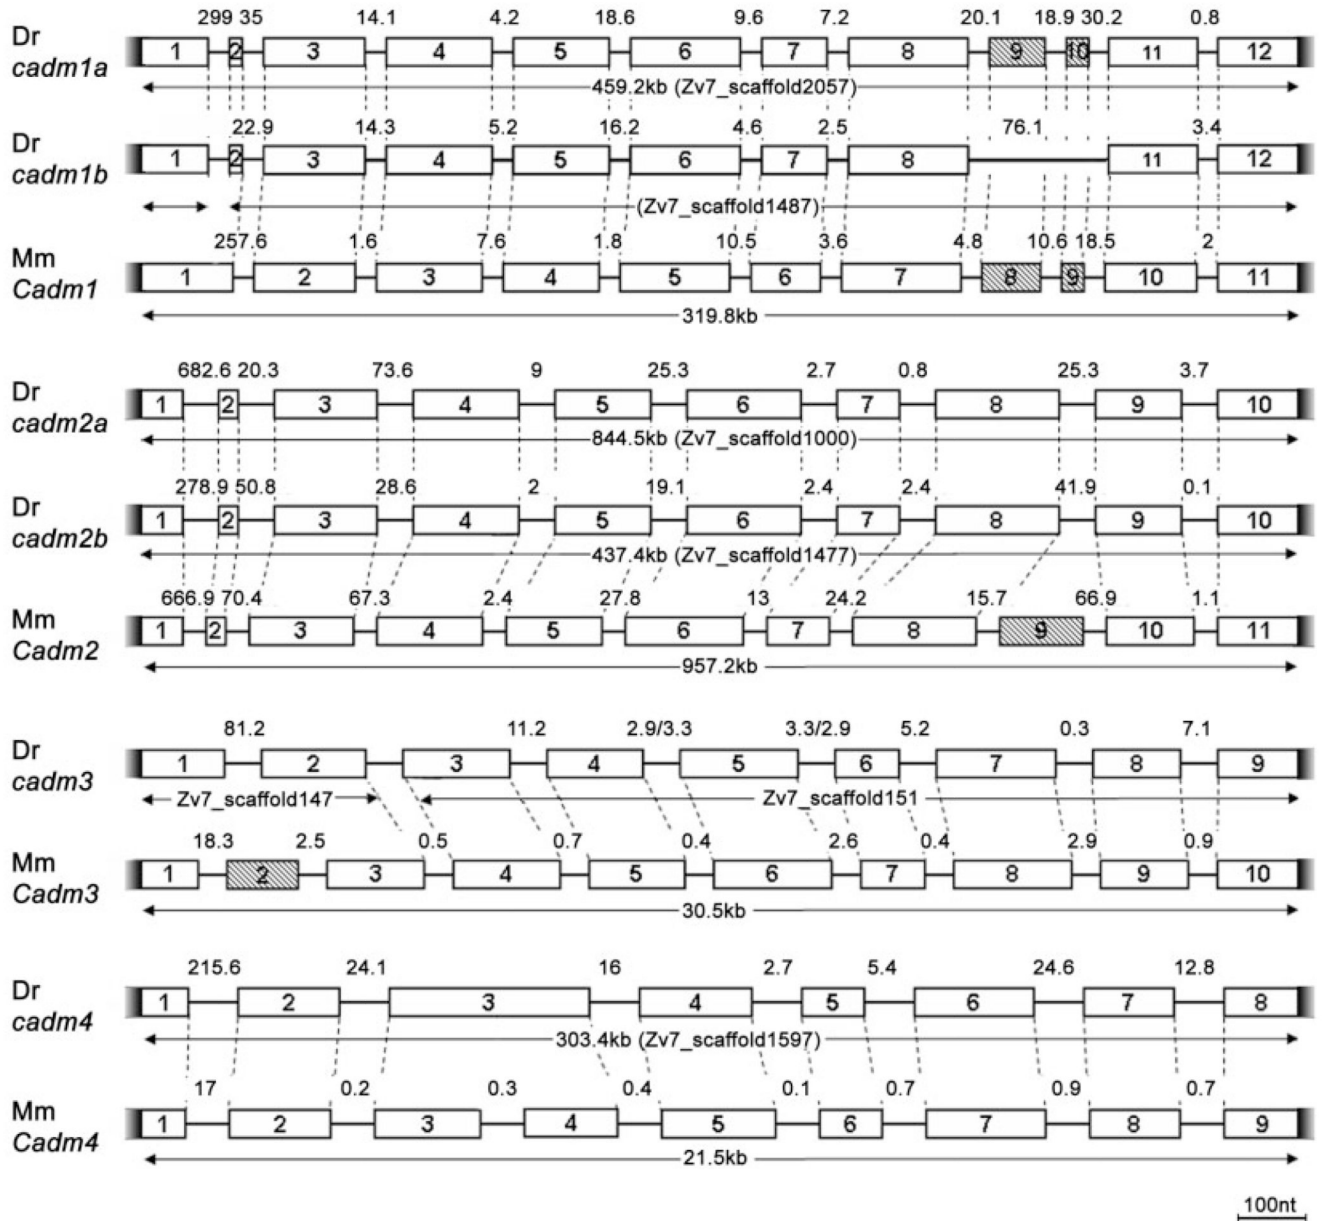 299 35 14.1 4.2 18.6 9.6 7.2 20.1 18.9 30.2 0.8
Dr
cadm1a
1 2 3 4 5 6 7 8 9 10 11 12
459.2kb (Zv7_scaffold2057)
22.9 14.3 5.2 16.2 4.6 2.5 76.1 3.4
Dr
cadm1b
1 2 3 4 5 6 7 8 11 12
(Zv7_scaffold1487)
257.6 1.6 7.6 1.8 10.5 3.6 4.8 10.6 18.5 2
Mm
Cadm1
1 2 3 4 5 6 7 8 9 10 11
319.8kb
682.6 20.3 73.6 9 25.3 2.7 0.8 25.3 3.7
Dr
cadm2a
1 2 3 4 5 6 7 8 9 10
844.5kb (Zv7_scaffold1000)
278.9 50.8 28.6 2 19.1 2.4 2.4 41.9 0.1
Dr
cadm2b
1 2 3 4 5 6 7 8 9 10
437.4kb (Zv7_scaffold1477)
666.9 70.4 67.3 2.4 27.8 13 24.2 15.7 66.9 1.1
Mm
Cadm2
1 2 3 4 5 6 7 8 9 10 11
957.2kb
81.2 11.2 2.9/3.3 3.3/2.9 5.2 0.3 7.1
Dr
cadm3
1 2 3 4 5 6 7 8 9
Zv7_scaffold147 Zv7_scaffold151
18.3 2.5 0.5 0.7 0.4 2.6 0.4 2.9 0.9
Mm
Cadm3
1 2 3 4 5 6 7 8 9 10
30.5kb
215.6 24.1 16 2.7 5.4 24.6 12.8
Dr
cadm4
1 2 3 4 5 6 7 8
303.4kb (Zv7_scaffold1597)
17 0.2 0.3 0.4 0.1 0.7 0.9 0.7
Mm
Cadm4
1 2 3 4 5 6 7 8 9
21.5kb
100nt